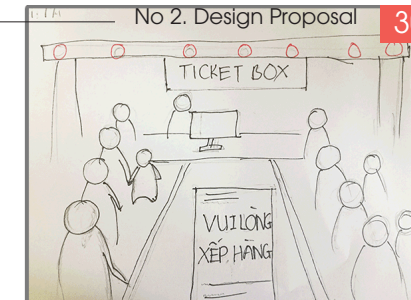 No 2. Design Proposal
3
TICKET BOX
VUI LÒNG
XẾP HÀNG